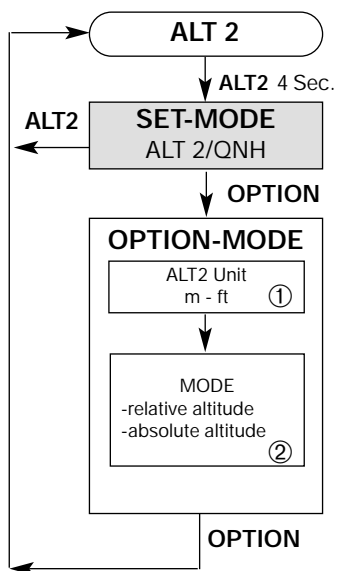 ALT 2
ALT2 4 Sec.
ALT2
SET-MODE
ALT 2/QNH
OPTION
OPTION-MODE
ALT2 Unit
m - ft ①
MODE
-relative altitude
-absolute altitude
②
OPTION